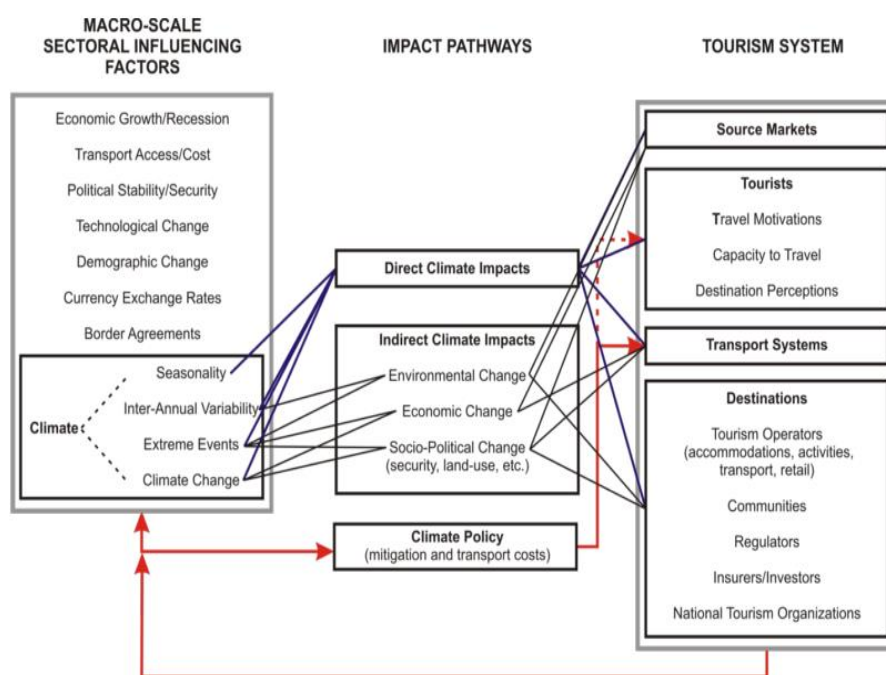 MACRO-SCALE
SECTORAL INFLUENCING
FACTORS
Economic Growth/Recession
Transport Access/Cost
Political Stability/Security
Technological Change
Demographic Change
Currency Exchange Rates
Border Agreements
Climate
Seasonality
Inter-Annual Variability
Extreme Events
Climate Change
IMPACT PATHWAYS
Direct Climate Impacts
Indirect Climate Impacts
Environmental Change
Economic Change
Socio-Political Change
(security, land-use, etc.)
Climate Policy
(mitigation and transport costs)
TOURISM SYSTEM
Source Markets
Tourists
Travel Motivations
Capacity to Travel
Destination Perceptions
Transport Systems
Destinations
Tourism Operators
(accommodations, activities,
transport, retail)
Communities
Regulators
Insurers/Investors
National Tourism Organizations